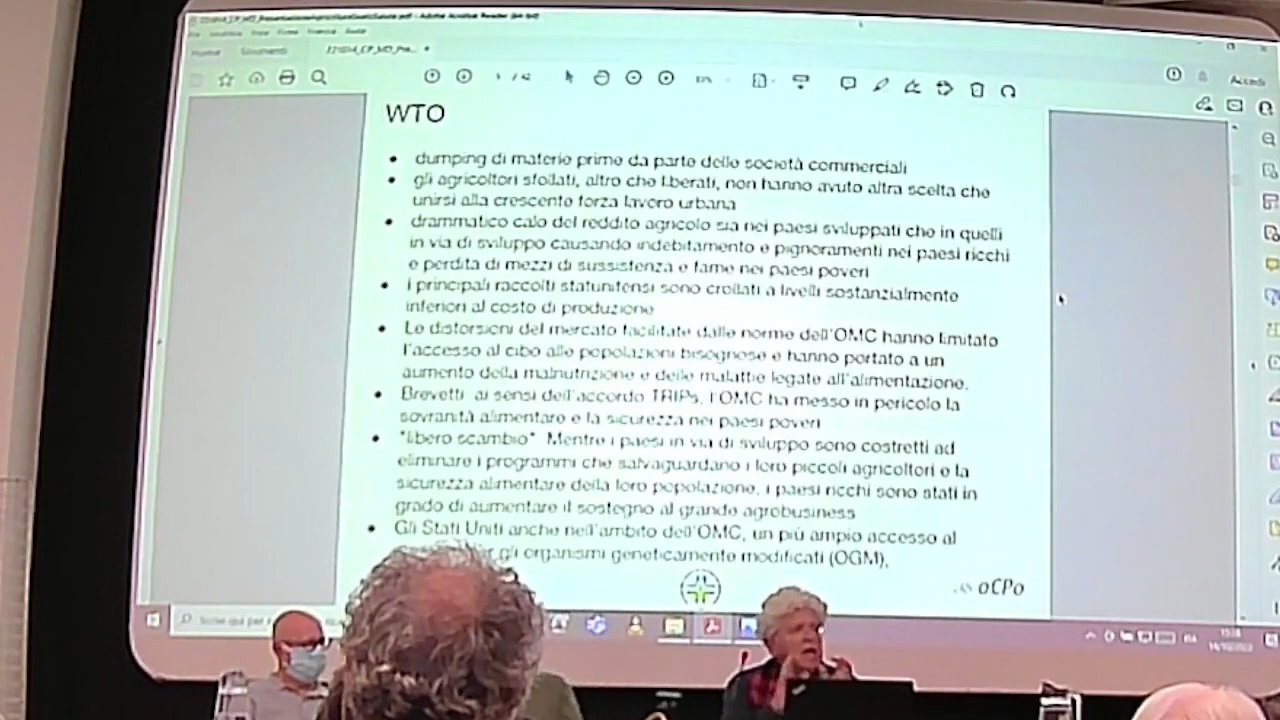 Adobe Acrobat Reader (64-bit)
Home Strumenti
Accedi
WTO
• dumping di materie prime da parte delle società commerciali
• gli agricoltori sfollati, altro che liberati, non hanno avuto altra scelta che
unirsi alla crescente forza lavoro urbana
• drammatico calo del reddito agricolo sia nei paesi sviluppati che in quelli
in via di sviluppo causando indebitamento e pignoramenti nei paesi ricchi
e perdita di mezzi di sussistenza e fame nei paesi poveri
• i principali raccolti statunitensi sono crollati a livelli sostanzialmente
inferiori al costo di produzione
• Le distorsioni del mercato facilitate dalle norme dell'OMC hanno limitato
l'accesso al cibo alle popolazioni bisognose e hanno portato a un
aumento della malnutrizione e delle malattie legate all'alimentazione.
• Brevetti ai sensi dell'accordo TRIPs, l'OMC ha messo in pericolo la
sovranità alimentare e la sicurezza nei paesi poveri
• "libero scambio" Mentre i paesi in via di sviluppo sono costretti ad
eliminare i programmi che salvaguardano i loro piccoli agricoltori e la
sicurezza alimentare della loro popolazione, i paesi ricchi sono stati in
grado di aumentare il sostegno al grande agrobusiness
• Gli Stati Uniti anche nell'ambito dell'OMC, un più ampio accesso al
gli organismi geneticamente modificati (OGM),
oCPo